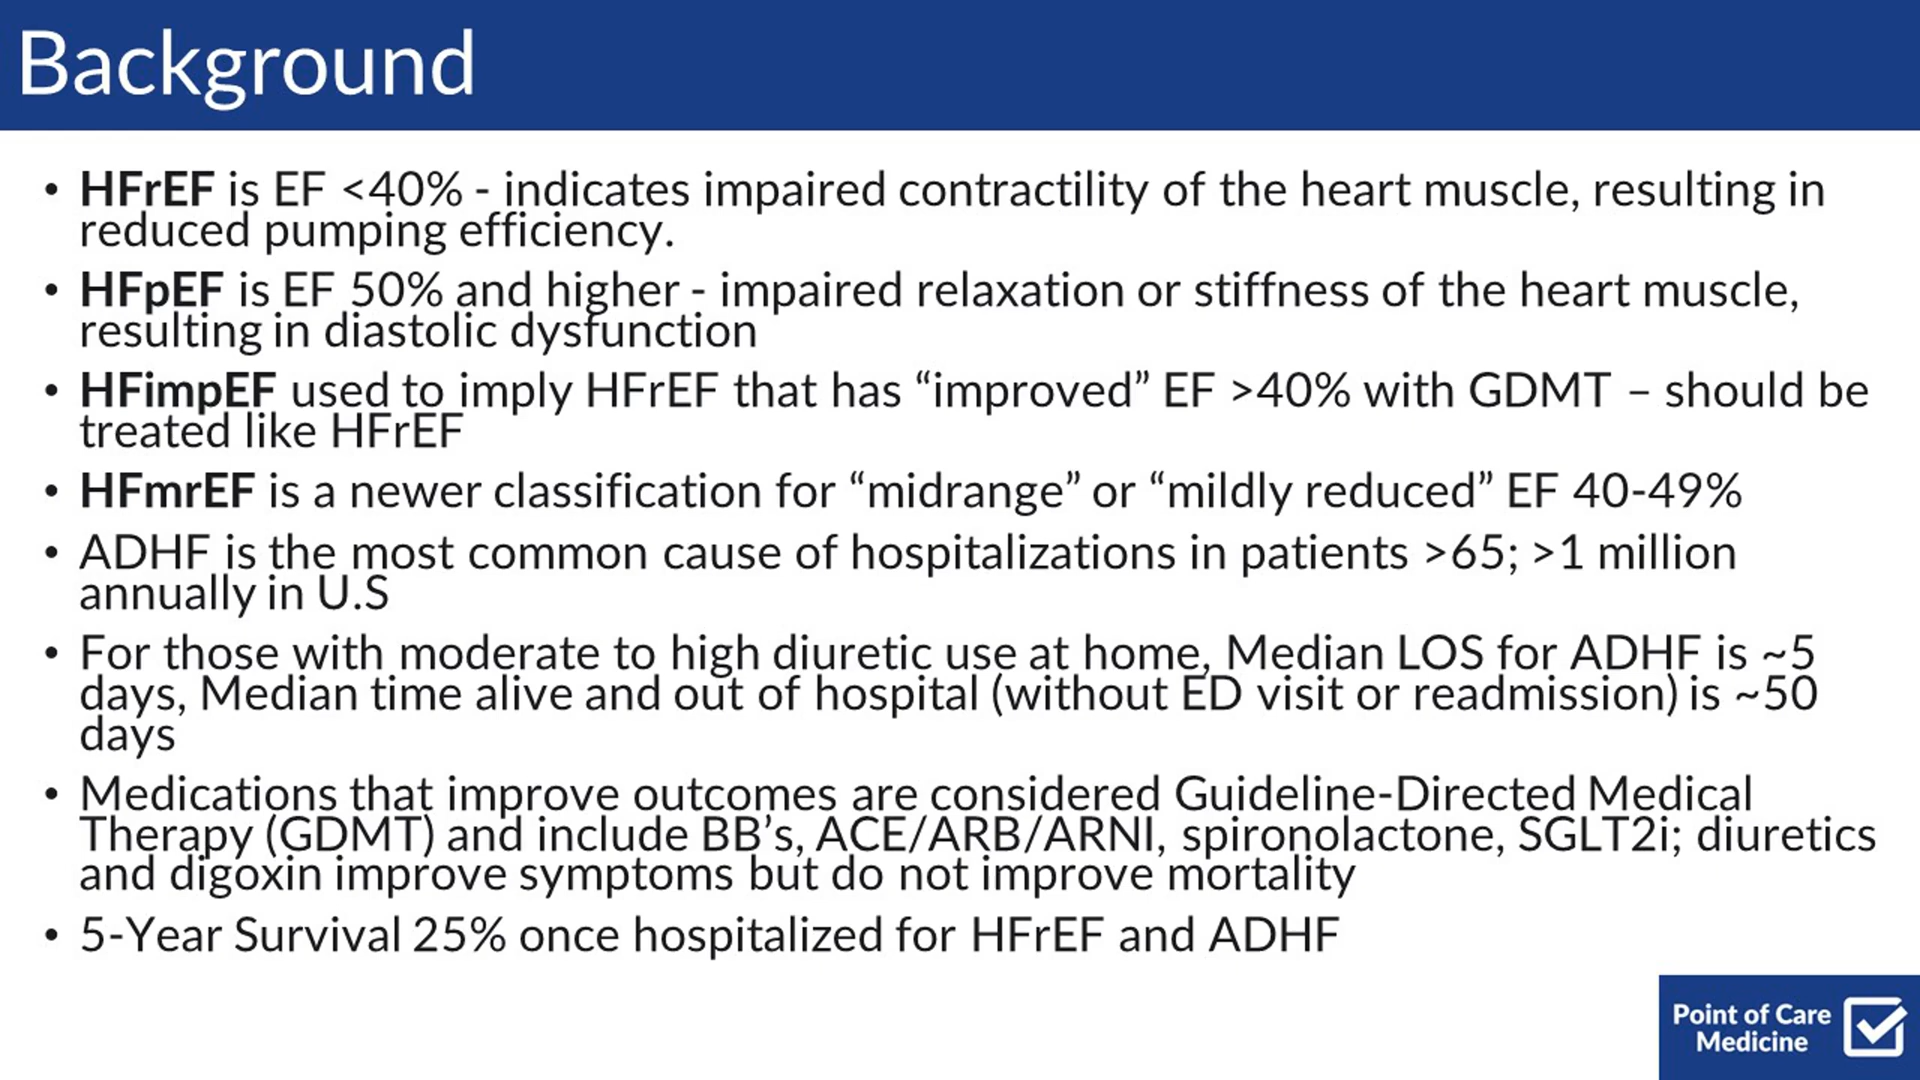 Background
• HFrEF is EF <40% - indicates impaired contractility of the heart muscle, resulting in
reduced pumping efficiency.
• HFpEF is EF 50% and higher - impaired relaxation or stiffness of the heart muscle,
resulting in diastolic dysfunction
• HFimpEF used to imply HFrEF that has “improved” EF >40% with GDMT – should be
treated like HFrEF
• HFmrEF is a newer classification for “midrange” or “mildly reduced” EF 40-49%
• ADHF is the most common cause of hospitalizations in patients >65; >1 million
annually in U.S
• For those with moderate to high diuretic use at home, Median LOS for ADHF is ~5
days, Median time alive and out of hospital (without ED visit or readmission) is ~50
days
• Medications that improve outcomes are considered Guideline-Directed Medical
Therapy (GDMT) and include BB’s, ACE/ARB/ARNI, spironolactone, SGLT2i; diuretics
and digoxin improve symptoms but do not improve mortality
• 5-Year Survival 25% once hospitalized for HFrEF and ADHF
Point of Care
Medicine